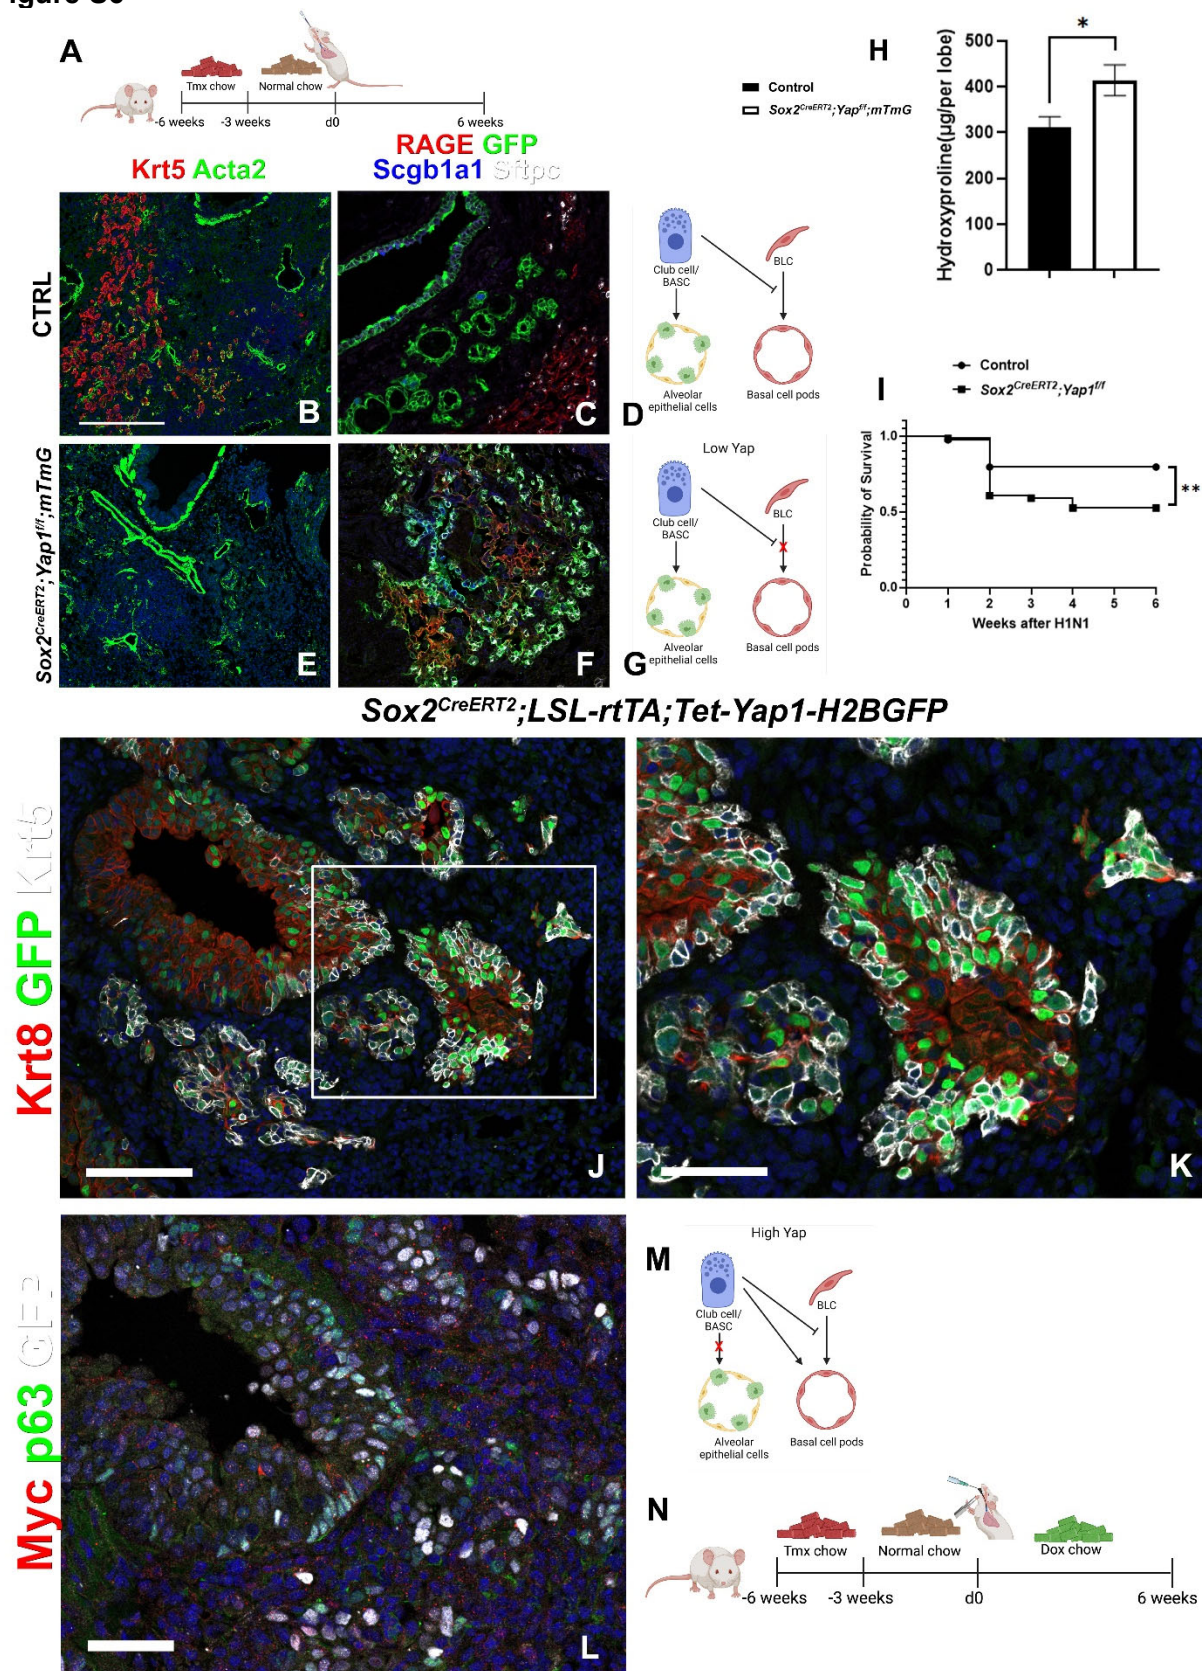 A
Tmx chow
Normal chow
-6 weeks
-3 weeks
d0
6 weeks
Krt5 Acta2
RAGE GFP
Scgb1a1 Sftpc
CTRL
B
C
Club cell/
BASC
BLC
Alveolar
epithelial cells
Basal cell pods
D
Sox2CreERT2;Yap1f/f;mTmG
E
F
Low Yap
Club cell/
BASC
BLC
Alveolar
epithelial cells
Basal cell pods
G
H
Control
Sox2CreERT2;Yapf/f;mTmG
Hydroxyproline(µg/per lobe)
500
400
300
200
100
0
*
I
Control
Sox2CreERT2;Yap1f/f
Probability of Survival
1.0
0.5
0.0
0
1
2
3
4
5
6
Weeks after H1N1
**
Sox2CreERT2;LSL-rtTA;Tet-Yap1-H2BGFP
Krt8 GFP Krt5
J
K
Myc p63 GFP
L
M
High Yap
Club cell/
BASC
BLC
Alveolar
epithelial cells
Basal cell pods
N
Tmx chow
Normal chow
Dox chow
-6 weeks
-3 weeks
d0
6 weeks